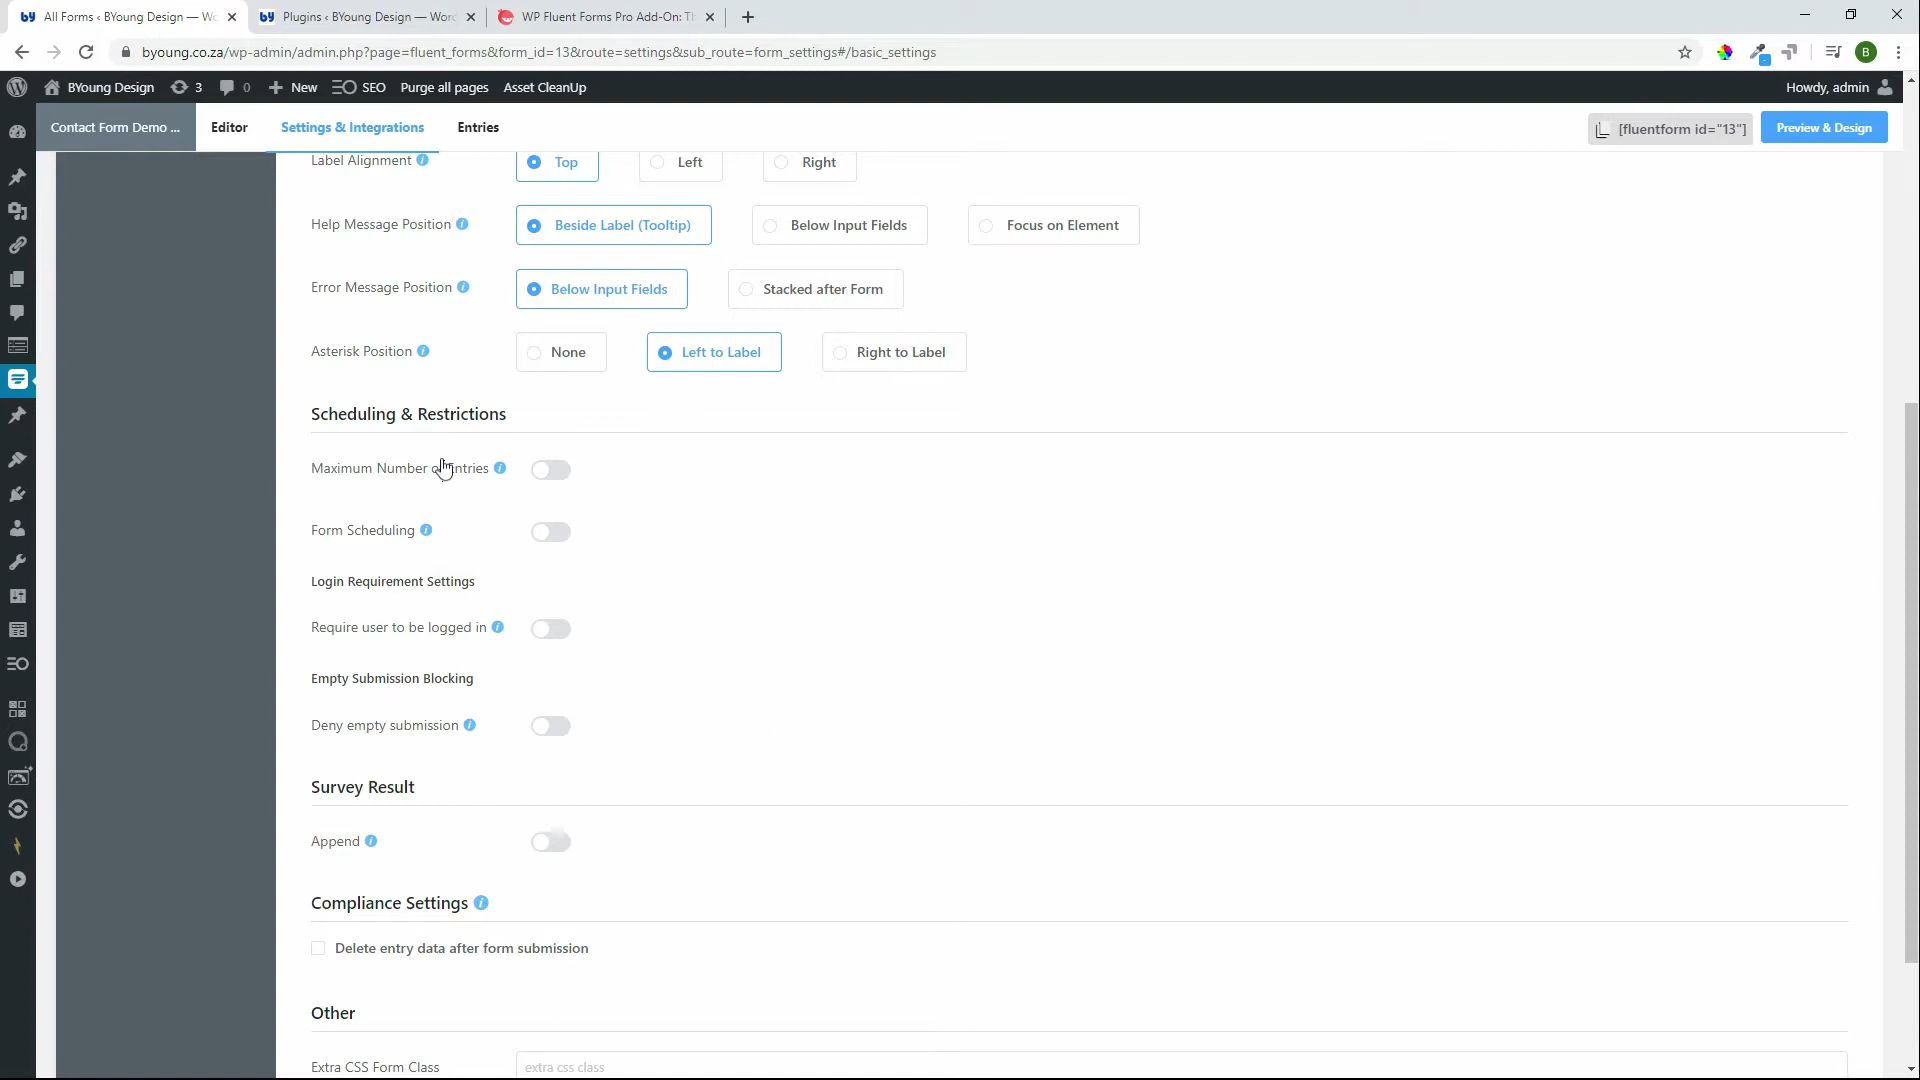 All Forms ‹ BYoung Design — Wo
Plugins ‹ BYoung Design — Word
WP Fluent Forms Pro Add-On: Th
byoung.co.za/wp-admin/admin.php?page=fluent_forms&form_id=13&route=settings&sub_route=form_settings#/basic_settings
B
BYoung Design
3
0
New
SEO
Purge all pages
Asset CleanUp
Howdy, admin
Contact Form Demo ...
Editor
Settings & Integrations
Entries
[fluentform id="13"]
Preview & Design
Label Alignment
Top
Left
Right
Help Message Position
Beside Label (Tooltip)
Below Input Fields
Focus on Element
Error Message Position
Below Input Fields
Stacked after Form
Asterisk Position
None
Left to Label
Right to Label
Scheduling & Restrictions
Maximum Number of Entries
Form Scheduling
Login Requirement Settings
Require user to be logged in
Empty Submission Blocking
Deny empty submission
Survey Result
Append
Compliance Settings
Delete entry data after form submission
Other
Extra CSS Form Class
extra css class